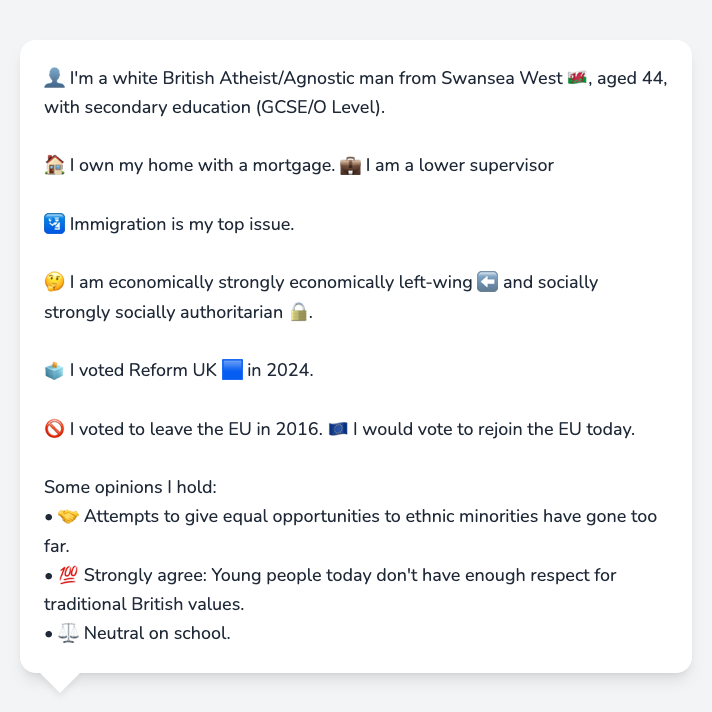 👤 I'm a white British Atheist/Agnostic man from Swansea West 🏴󠁧󠁢󠁷󠁬󠁳󠁿, aged 44,
with secondary education (GCSE/O Level).
🏠 I own my home with a mortgage. 💼 I am a lower supervisor
🛂 Immigration is my top issue.
🤔 I am economically strongly economically left-wing ⬅️ and socially
strongly socially authoritarian 🔒.
🗳️ I voted Reform UK 🟦 in 2024.
🚫 I voted to leave the EU in 2016. 🇪🇺 I would vote to rejoin the EU today.
Some opinions I hold:
• 🤝 Attempts to give equal opportunities to ethnic minorities have gone too
far.
• 💯 Strongly agree: Young people today don't have enough respect for
traditional British values.
• ⚖️ Neutral on school.